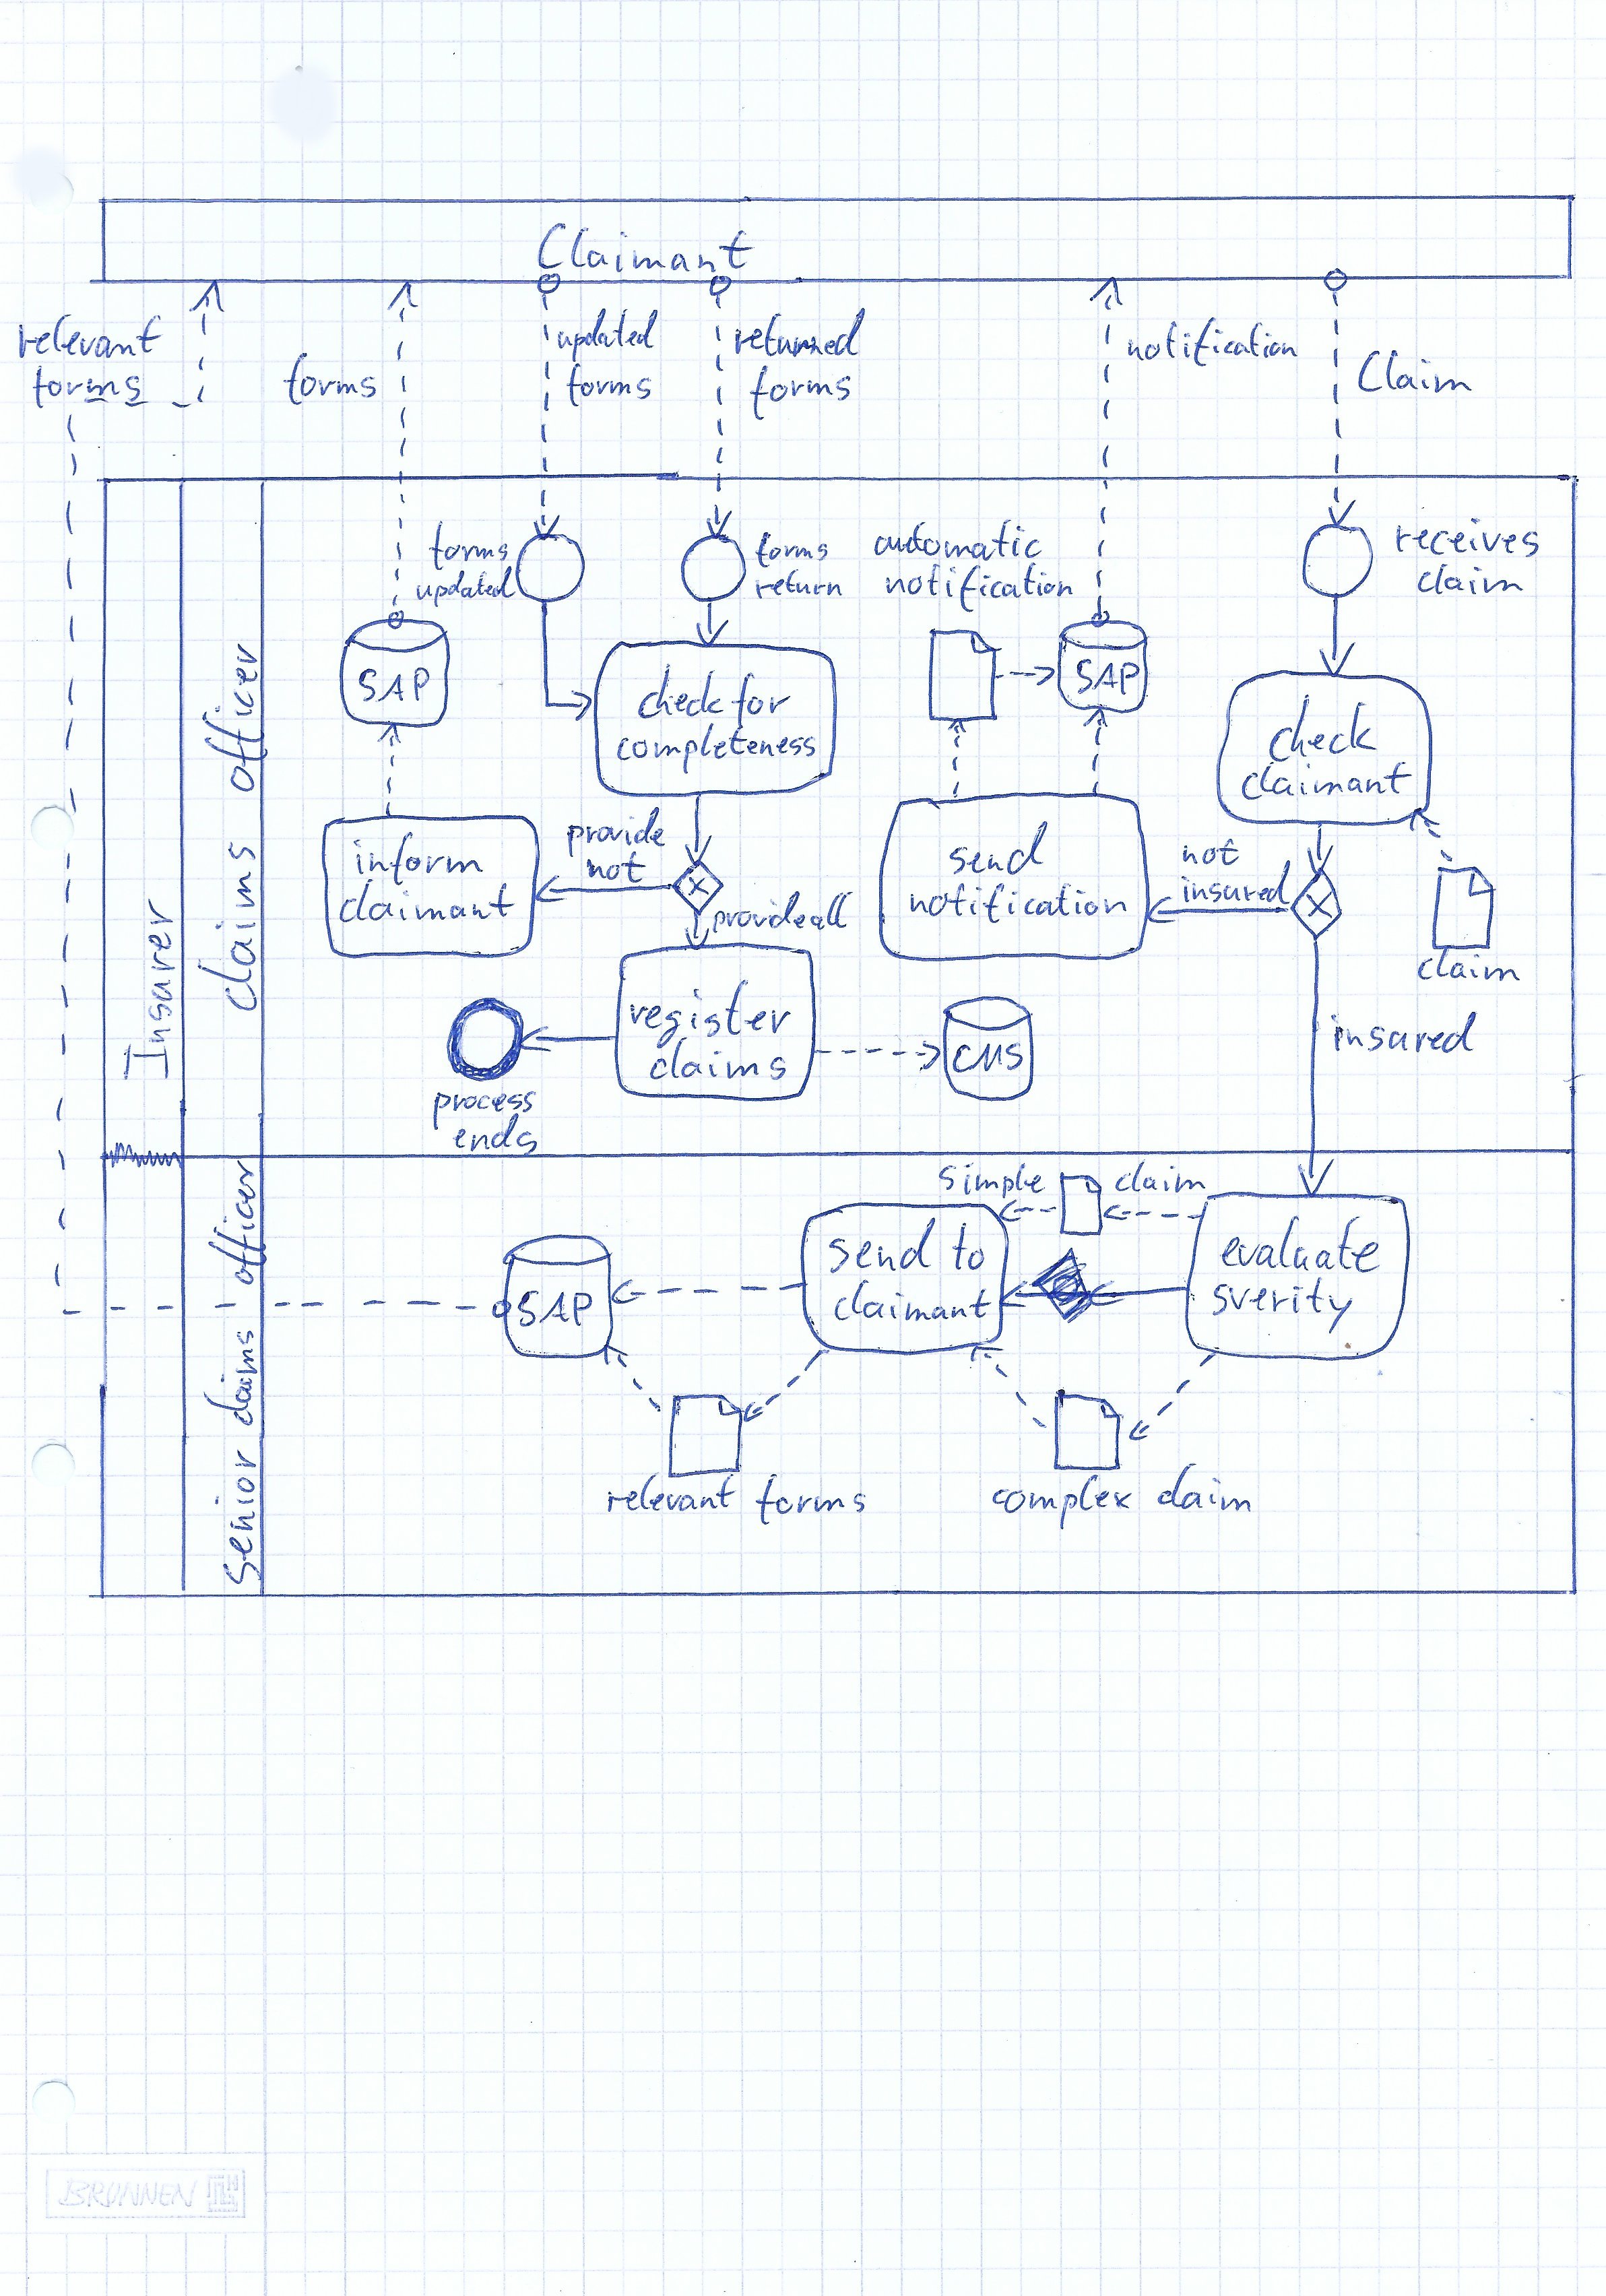 Claimant
relevant
forms
forms
updated
forms
returned
forms
notification
Claim
forms
updated
forms
return
automatic
notification
receives
claim
SAP
check for
completeness
SAP
check
claimant
inform
claimant
provide
not
X
provide all
send
notification
not
insured
X
claim
Insurer
claims officer
register
claims
CMS
insured
process
ends
senior claims officer
simple claim
SAP
send to
claimant
evaluate
sverity
relevant forms
complex claim
BRUNNEN